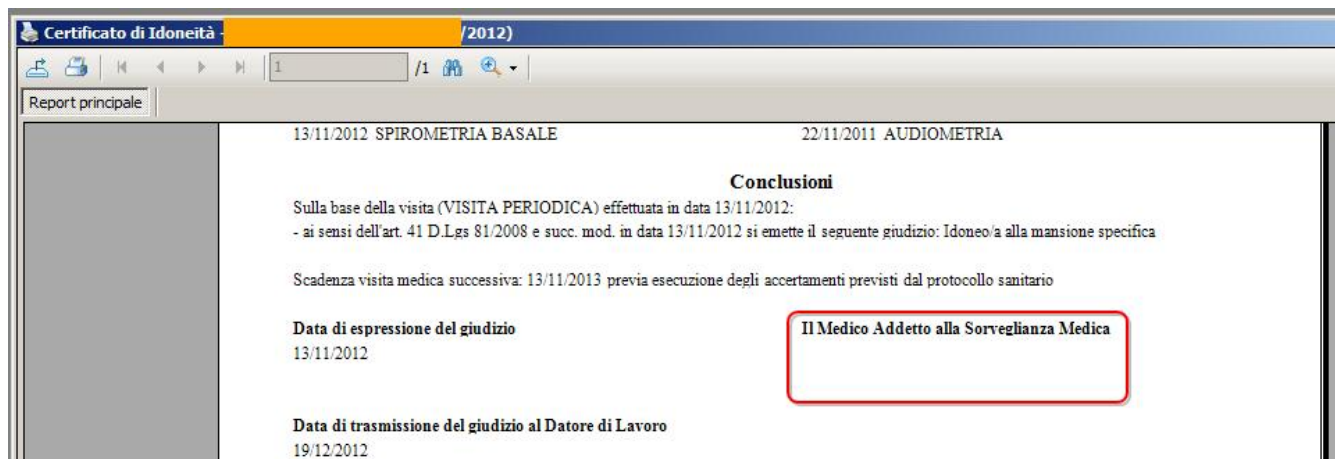 Certificato di Idoneità - /2012)
1 /1
Report principale
13/11/2012 SPIROMETRIA BASALE 22/11/2011 AUDIOMETRIA
Conclusioni
Sulla base della visita (VISITA PERIODICA) effettuata in data 13/11/2012:
- ai sensi dell'art. 41 D.Lgs 81/2008 e succ. mod. in data 13/11/2012 si emette il seguente giudizio: Idoneo/a alla mansione specifica
Scadenza visita medica successiva: 13/11/2013 previa esecuzione degli accertamenti previsti dal protocollo sanitario
Data di espressione del giudizio Il Medico Addetto alla Sorveglianza Medica
13/11/2012
Data di trasmissione del giudizio al Datore di Lavoro
19/12/2012